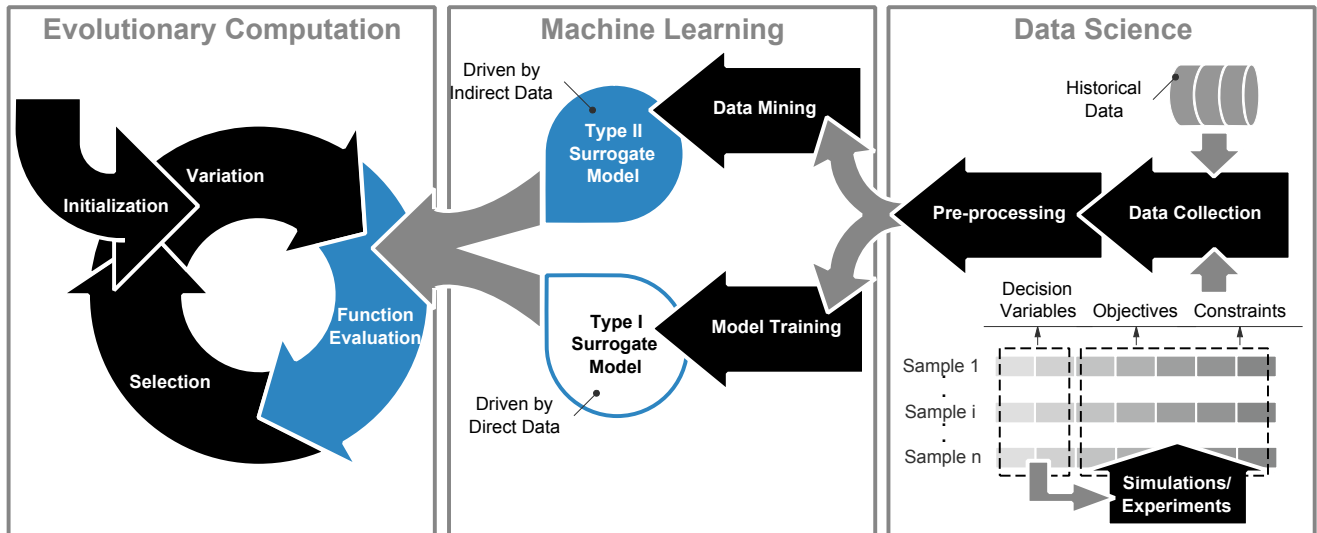 Evolutionary Computation
Initialization
Variation
Function
Evaluation
Selection
Machine Learning
Driven by
Indirect Data
Type II
Surrogate
Model
Data Mining
Type I
Surrogate
Model
Model Training
Driven by
Direct Data
Data Science
Historical
Data
Pre-processing
Data Collection
Decision
Variables
Objectives
Constraints
Sample 1
.
.
Sample i
.
.
Sample n
Simulations/
Experiments